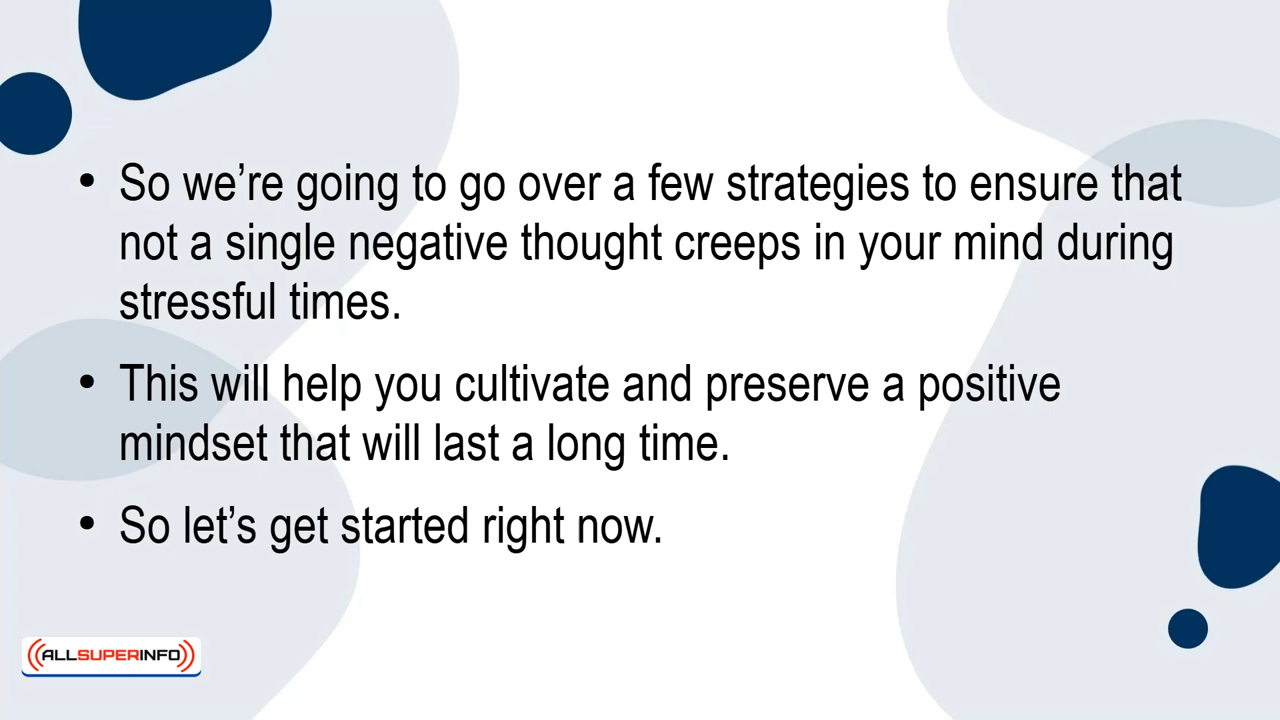 • So we’re going to go over a few strategies to ensure that
not a single negative thought creeps in your mind during
stressful times.
• This will help you cultivate and preserve a positive
mindset that will last a long time.
• So let’s get started right now.
ALLSUPERINFO